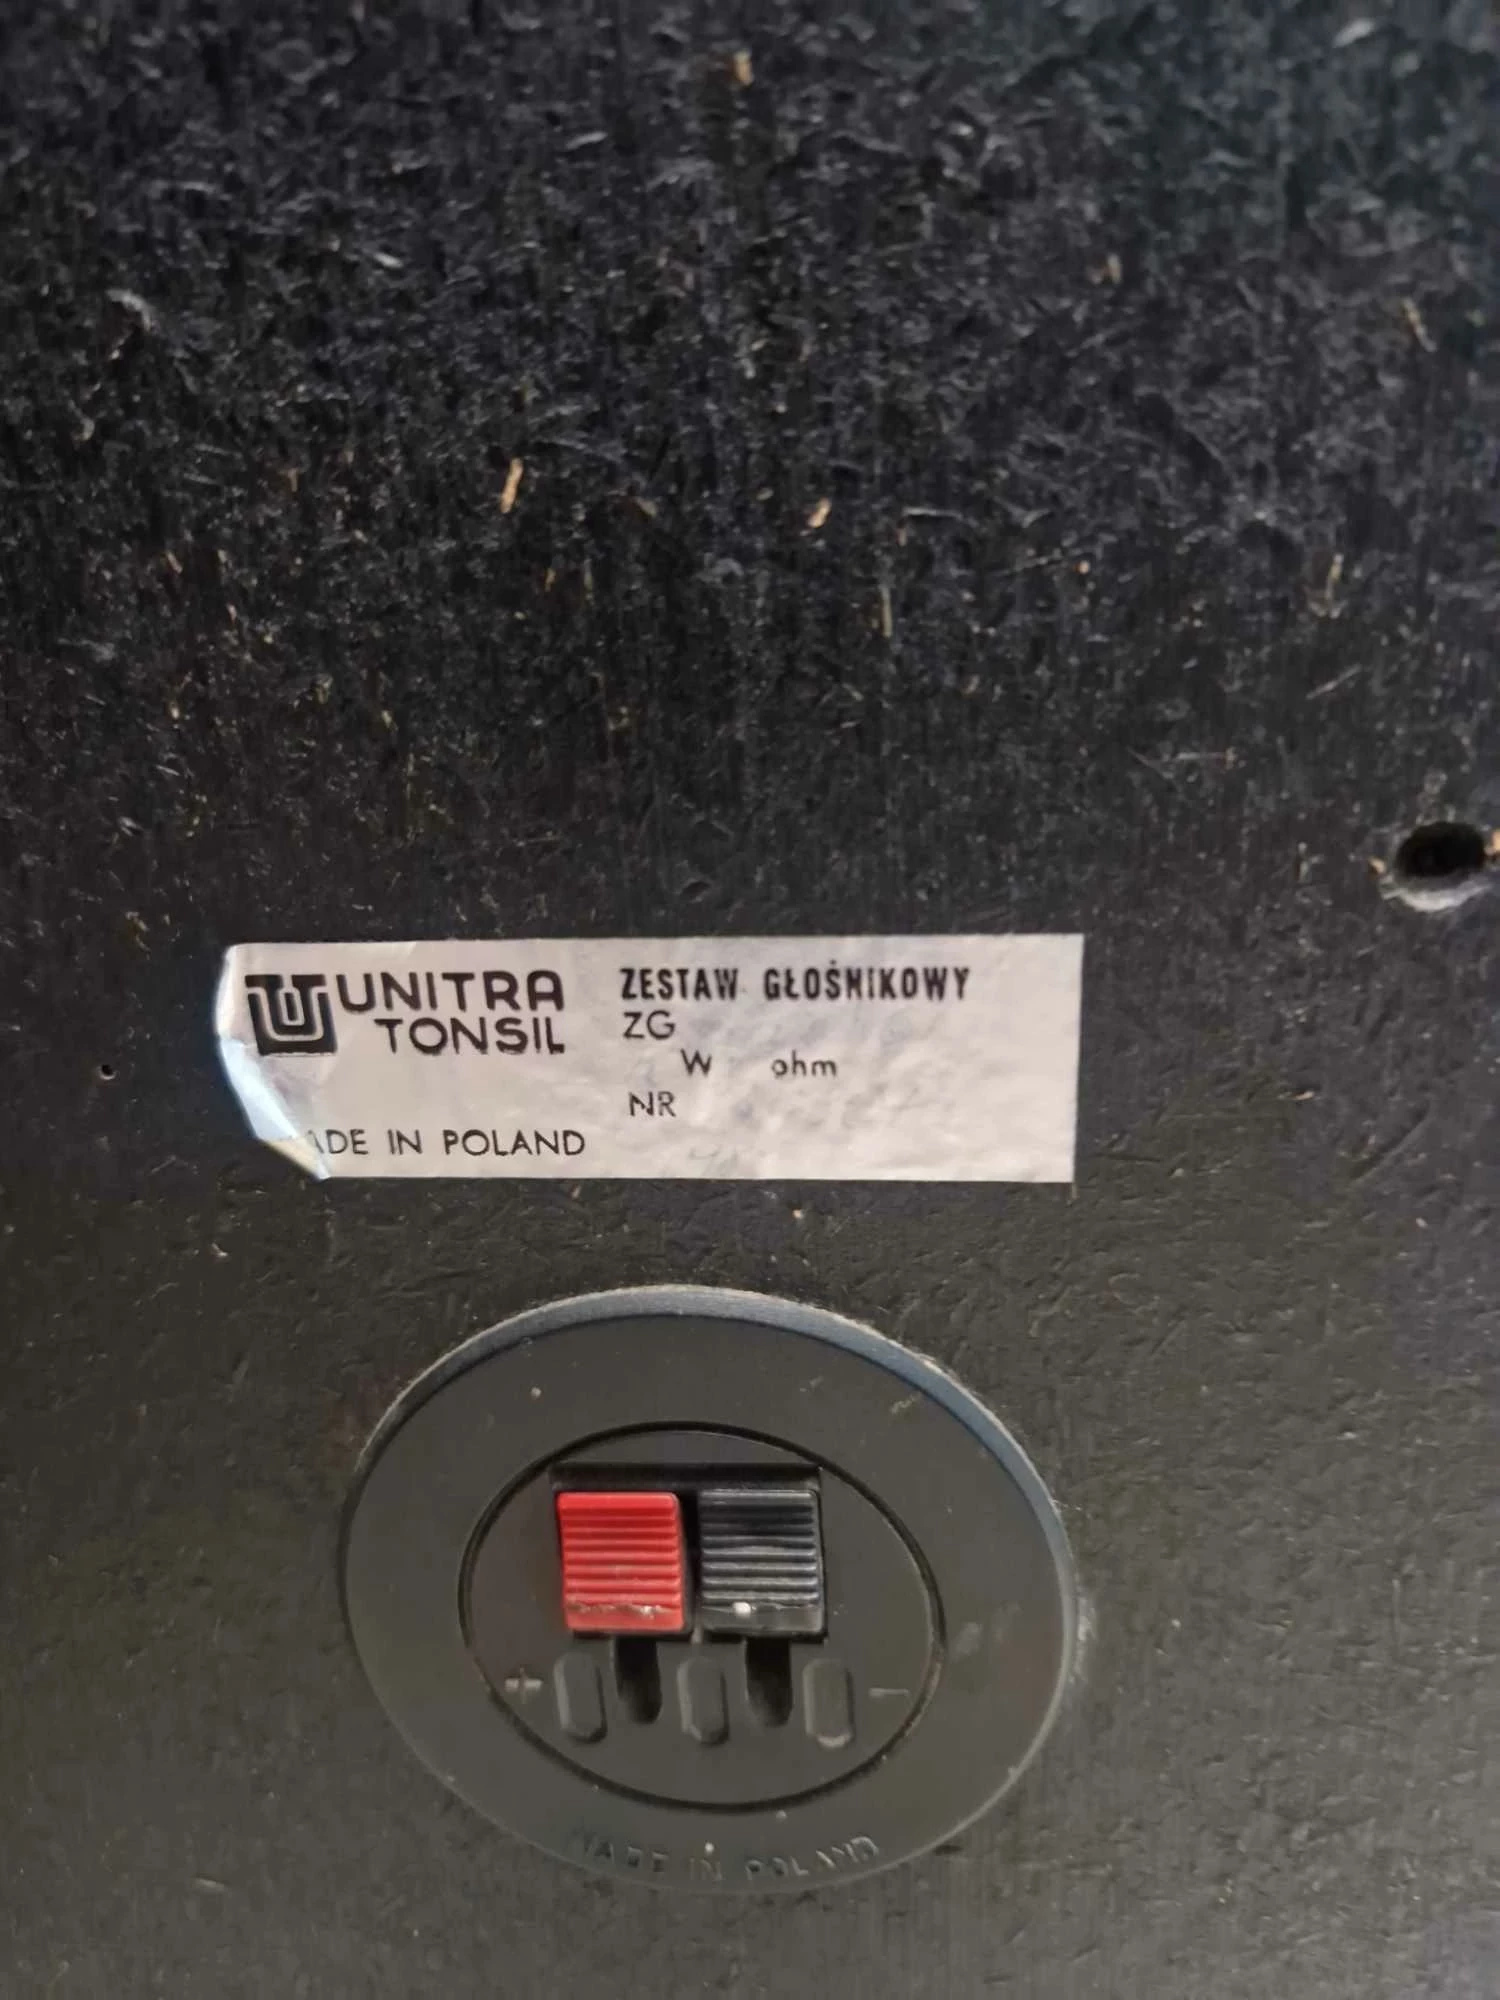 UNITRA
TONSIL
ZESTAW GŁOŚNIKOWY
ZG
W ohm
NR
ADE IN POLAND
+ −
MADE IN POLAND